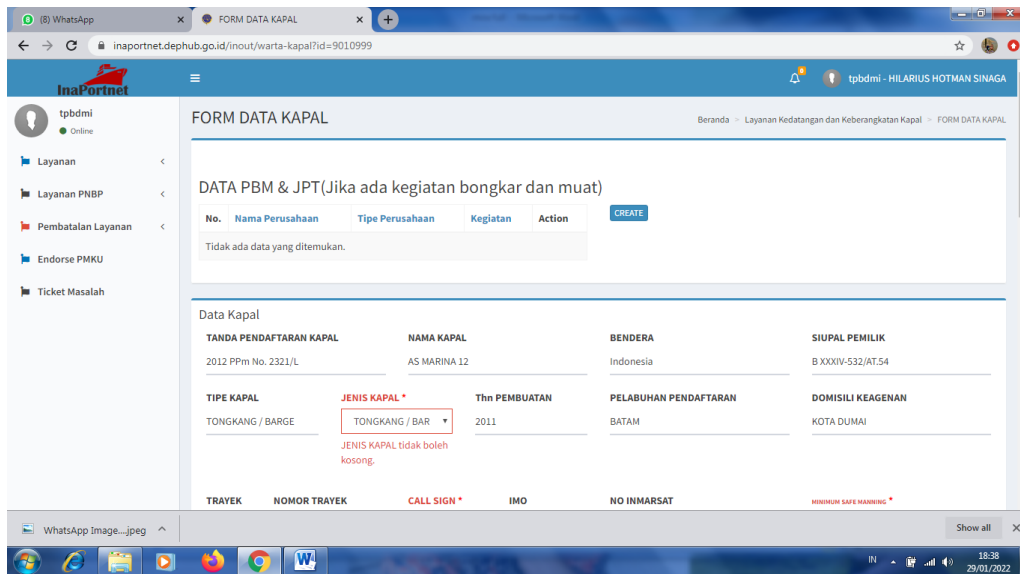 (8) WhatsApp
FORM DATA KAPAL
inaportnet.dephub.go.id/inout/warta-kapal?id=9010999
InaPortnet
tpbdmi - HILARIUS HOTMAN SINAGA
tpbdmi
Online
Layanan
Layanan PNBP
Pembatalan Layanan
Endorse PMKU
Ticket Masalah
FORM DATA KAPAL
Beranda > Layanan Kedatangan dan Keberangkatan Kapal > FORM DATA KAPAL
DATA PBM & JPT(Jika ada kegiatan bongkar dan muat)
No. Nama Perusahaan Tipe Perusahaan Kegiatan Action
CREATE
Tidak ada data yang ditemukan.
Data Kapal
TANDA PENDAFTARAN KAPAL NAMA KAPAL BENDERA SIUPAL PEMILIK
2012 PPm No. 2321/L AS MARINA 12 Indonesia B XXXIV-532/AT.54
TIPE KAPAL JENIS KAPAL * Thn PEMBUATAN PELABUHAN PENDAFTARAN DOMISILI KEAGENAN
TONGKANG / BARGE TONGKANG / BAR 2011 BATAM KOTA DUMAI
JENIS KAPAL tidak boleh
kosong.
TRAYEK NOMOR TRAYEK CALL SIGN * IMO NO INMARSAT MINIMUM SAFE MANNING *
WhatsApp Image....jpeg
Show all
IN
18:38
29/01/2022